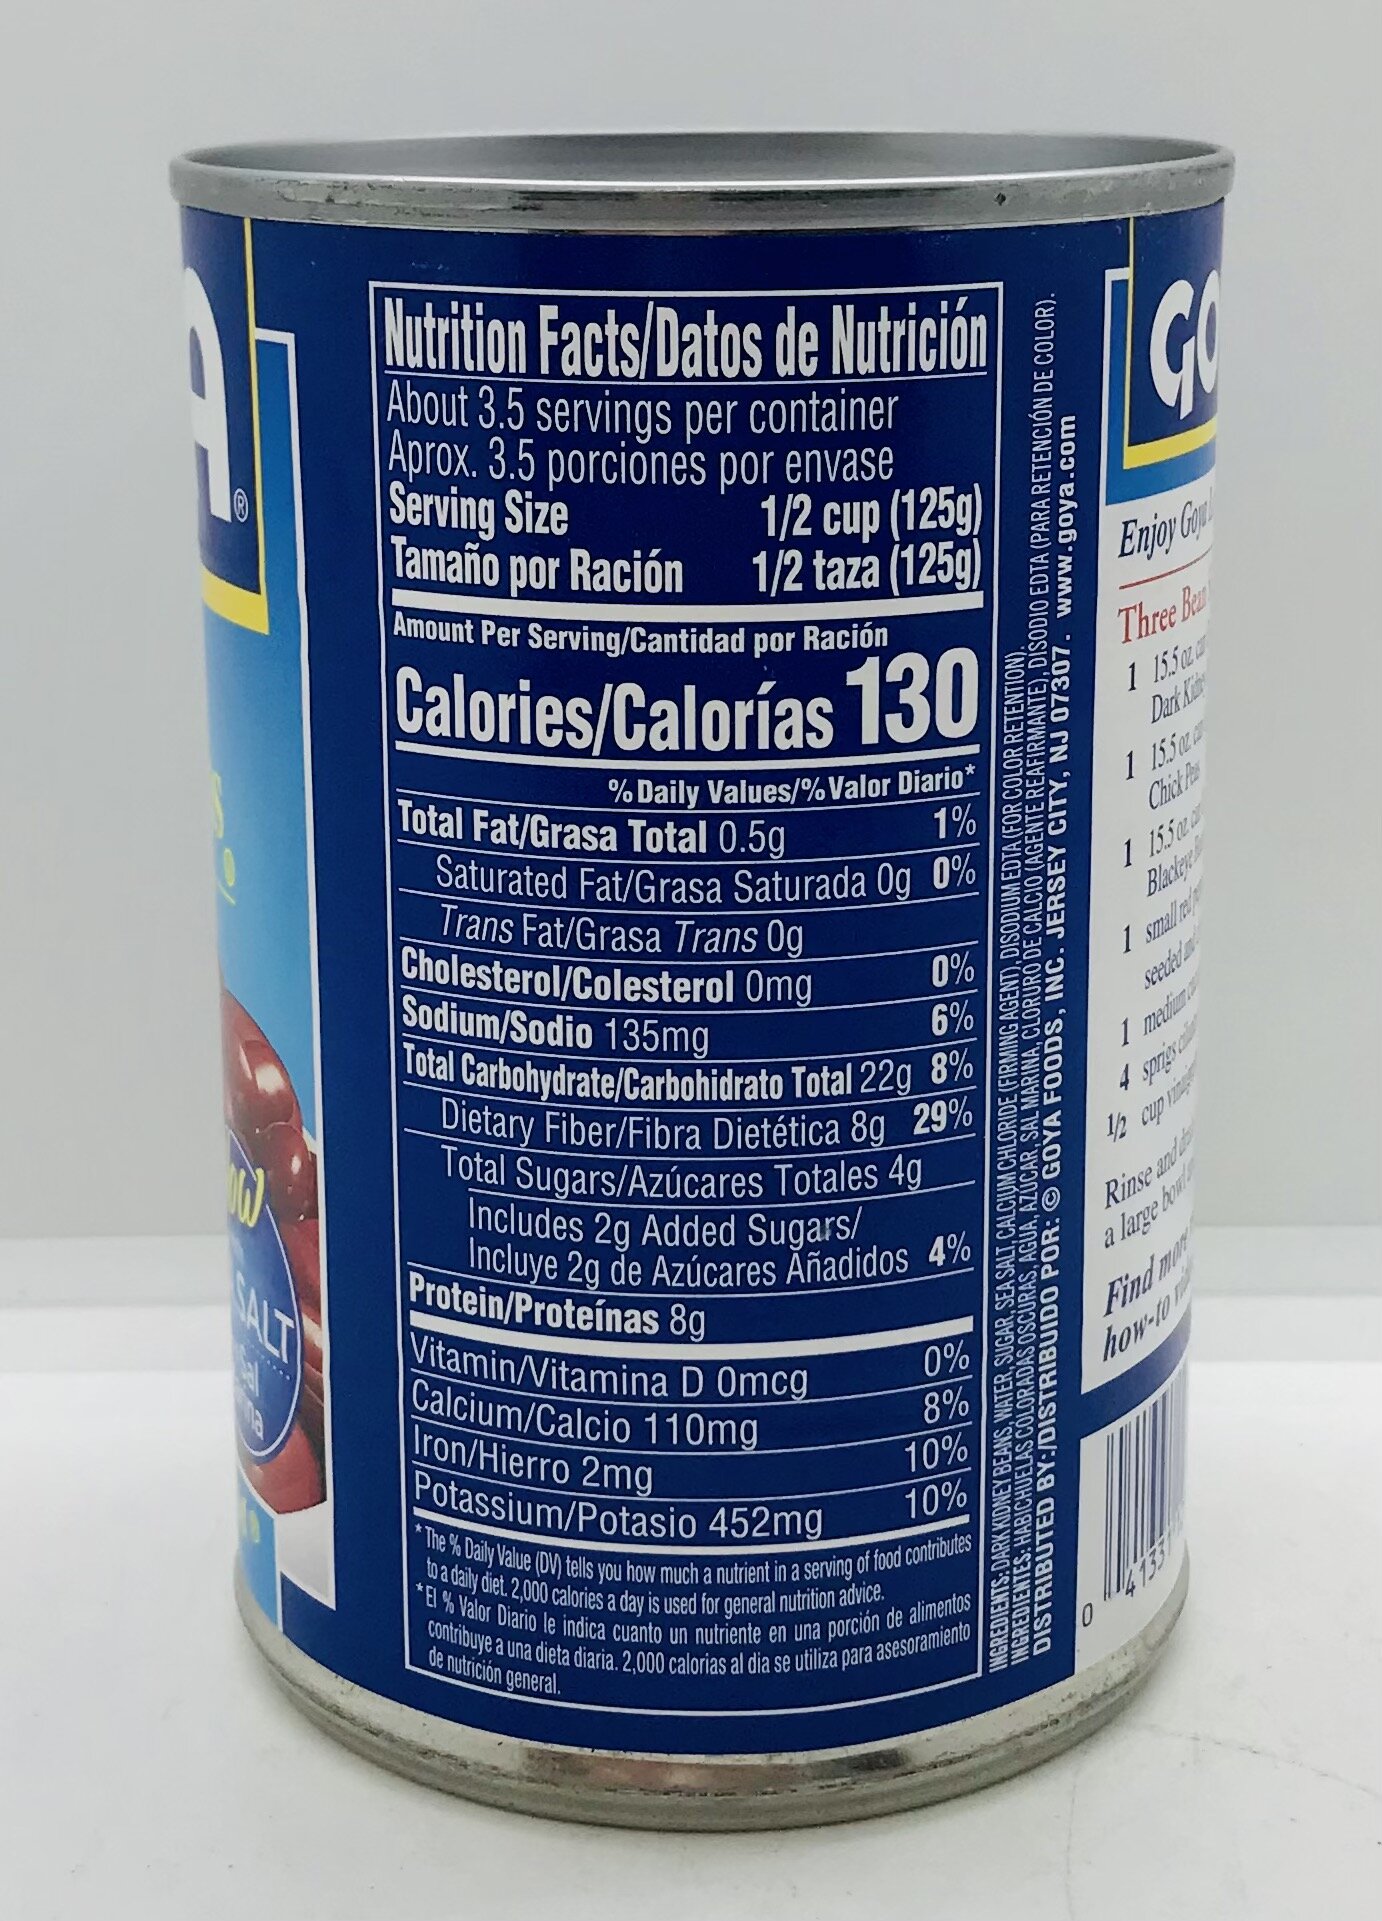 A®
Nutrition Facts/Datos de Nutrición
About 3.5 servings per container
Aprox. 3.5 porciones por envase
Serving Size 1/2 cup (125g)
Tamaño por Ración 1/2 taza (125g)
Amount Per Serving/Cantidad por Ración
Calories/Calorías 130
% Daily Values/% Valor Diario*
Total Fat/Grasa Total 0.5g 1%
Saturated Fat/Grasa Saturada 0g 0%
Trans Fat/Grasa Trans 0g
Cholesterol/Colesterol 0mg 0%
Sodium/Sodio 135mg 6%
Total Carbohydrate/Carbohidrato Total 22g 8%
Dietary Fiber/Fibra Dietética 8g 29%
Total Sugars/Azúcares Totales 4g
Includes 2g Added Sugars/
Incluye 2g de Azúcares Añadidos 4%
Protein/Proteínas 8g
Vitamin/Vitamina D 0mcg 0%
Calcium/Calcio 110mg 8%
Iron/Hierro 2mg 10%
Potassium/Potasio 452mg 10%
* The % Daily Value (DV) tells you how much a nutrient in a serving of food contributes
to a daily diet. 2,000 calories a day is used for general nutrition advice.
* El % Valor Diario le indica cuanto un nutriente en una porción de alimentos
contribuye a una dieta diaria. 2,000 calorias al dia se utiliza para asesoramiento
de nutrición general.
INGREDIENTS: DARK KIDNEY BEANS, WATER, SUGAR, SEA SALT, CALCIUM CHLORIDE (FIRMING AGENT), DISODIUM EDTA (FOR COLOR RETENTION).
INGREDIENTES: HABICHUELAS COLORADAS OSCURAS, AGUA, AZÚCAR, SAL MARINA, CLORURO DE CALCIO (AGENTE REAFIRMANTE), DISODIO EDTA (PARA RETENCIÓN DE COLOR).
DISTRIBUTED BY:/DISTRIBUIDO POR: © GOYA FOODS, INC. JERSEY CITY, NJ 07307. www.goya.com
SALT
GO
Enjoy Goya
Three Bean
1 15.5 oz.
Dark
1 15.5 oz.
Chick Peas
1 15.5 oz.
Blackeye
1 small red
seeded
1 medium
4 sprigs
1/2 cup
Rinse and
a large bowl
Find more
how-to
0 41331